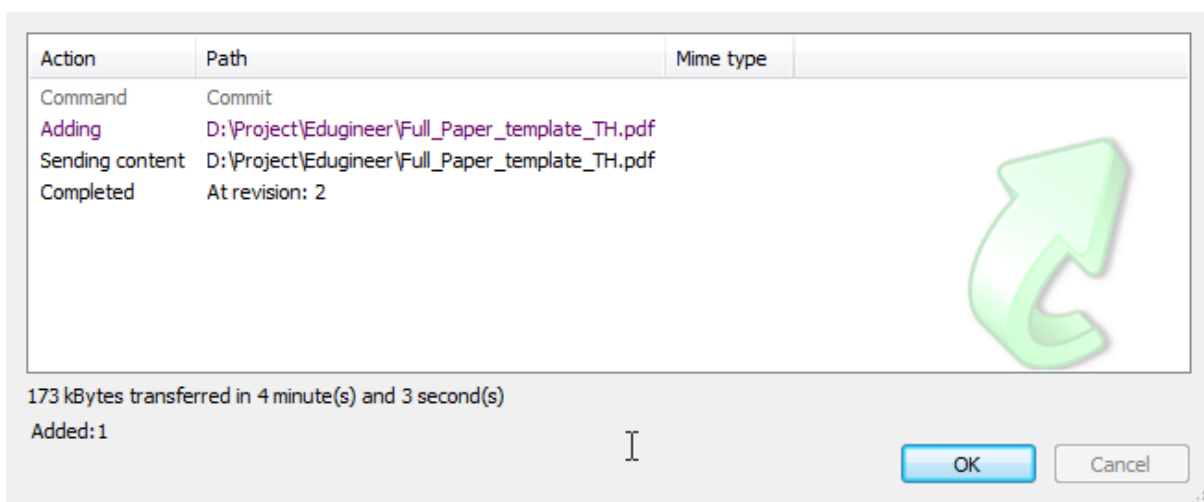 Action Path Mime type
Command Commit
Adding D:\Project\Edugineer\Full_Paper_template_TH.pdf
Sending content D:\Project\Edugineer\Full_Paper_template_TH.pdf
Completed At revision: 2
173 kBytes transferred in 4 minute(s) and 3 second(s)
Added:1
OK Cancel